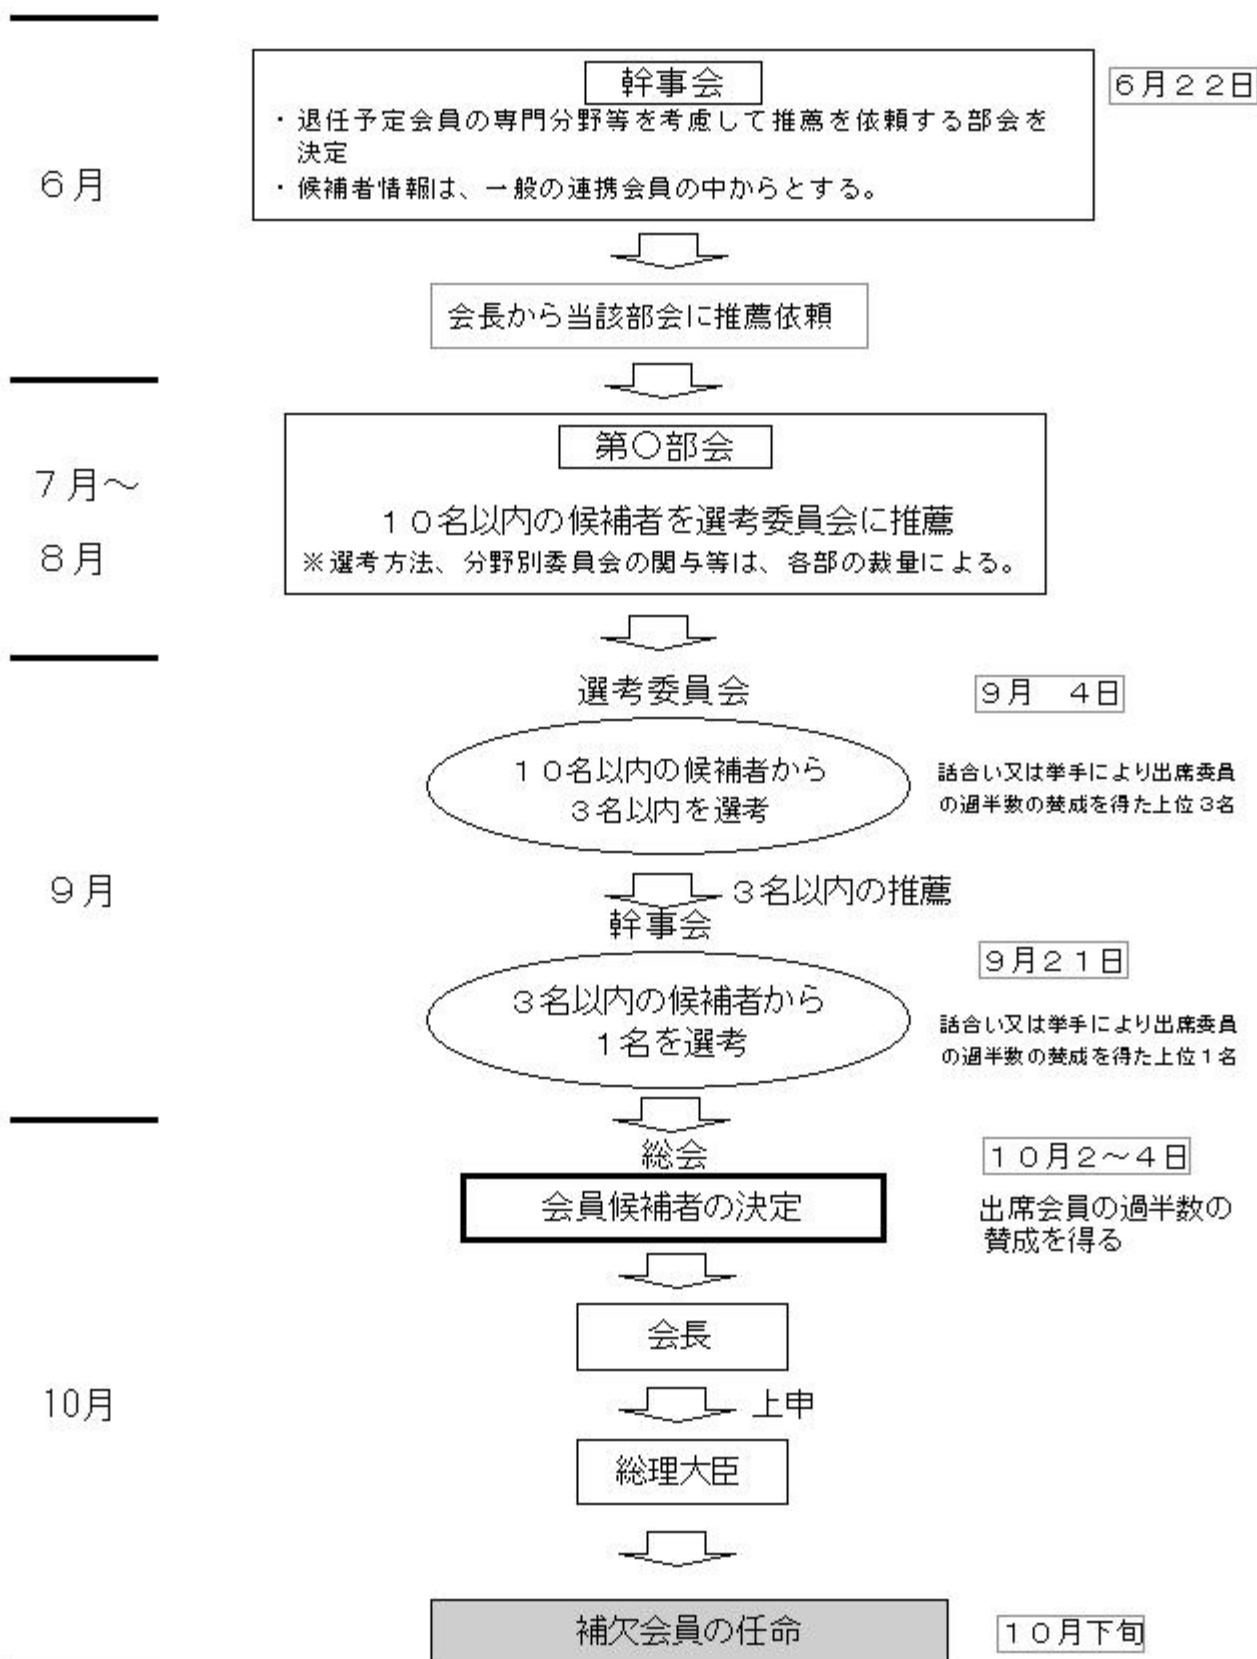 幹事会
６月２２日
・退任予定会員の専門分野等を考慮して推薦を依頼する部会を
決定
・候補者情報は、一般の連携会員の中からとする。
６月
会長から当該部会に推薦依頼
第〇部会
７月～
８月
１０名以内の候補者を選考委員会に推薦
※選考方法、分野別委員会の関与等は、各部の裁量による。
選考委員会
９月　４日
１０名以内の候補者から
３名以内を選考
話合い又は挙手により出席委員
の過半数の賛成を得た上位３名
９月
３名以内の推薦
幹事会
９月２１日
３名以内の候補者から
１名を選考
話合い又は挙手により出席委員
の過半数の賛成を得た上位１名
総会
１０月２～４日
会員候補者の決定
出席会員の過半数の
賛成を得る
会長
10月
上申
総理大臣
補欠会員の任命
１０月下旬